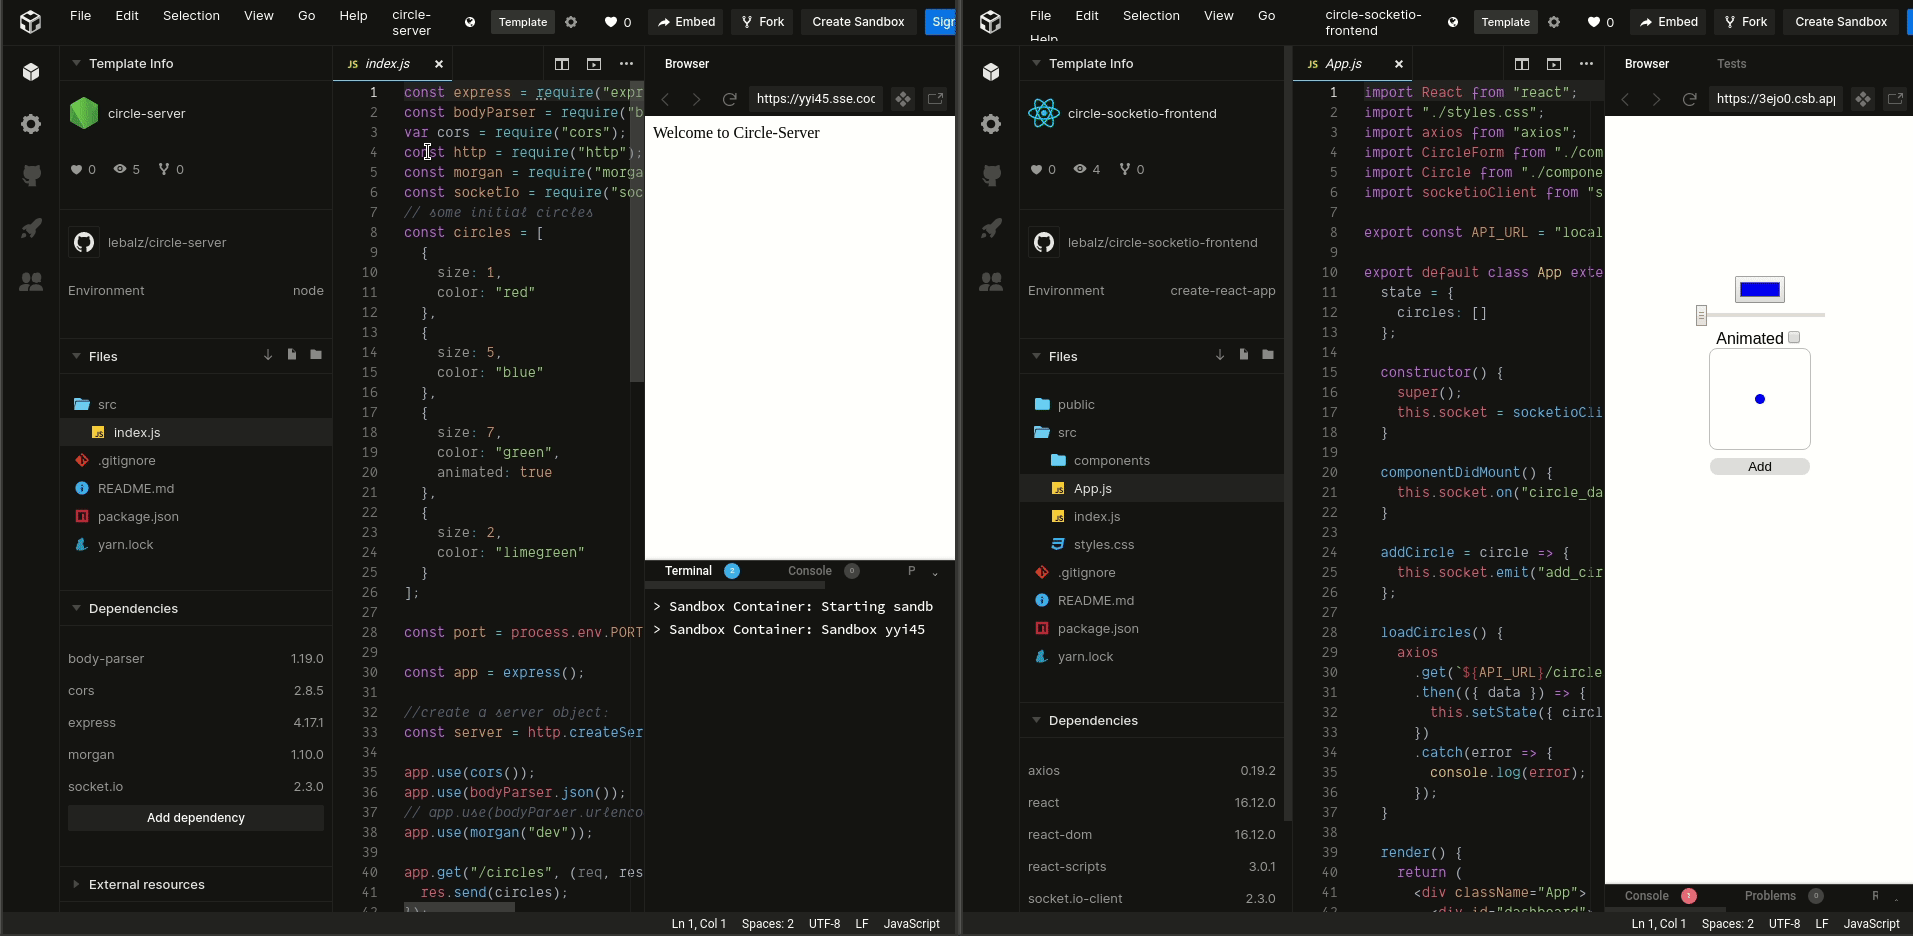 File Edit Selection View Go Help circle-server Template 0 Embed Fork Create Sandbox Sign
Template Info
circle-server
0 5 0
lebalz/circle-server
Environment node
Files
src
index.js
.gitignore
README.md
package.json
yarn.lock
Dependencies
body-parser 1.19.0
cors 2.8.5
express 4.17.1
morgan 1.10.0
socket.io 2.3.0
Add dependency
External resources
JS index.js
1 const express = require("expr
2 const bodyParser = require("b
3 var cors = require("cors");
4 const http = require("http");
5 const morgan = require("morga
6 const socketIo = require("soc
7 // some initial circles
8 const circles = [
9 {
10 size: 1,
11 color: "red"
12 },
13 {
14 size: 5,
15 color: "blue"
16 },
17 {
18 size: 7,
19 color: "green",
20 animated: true
21 },
22 {
23 size: 2,
24 color: "limegreen"
25 }
26 ];
27
28 const port = process.env.PORT
29
30 const app = express();
31
32 //create a server object:
33 const server = http.createSer
34
35 app.use(cors());
36 app.use(bodyParser.json());
37 // app.use(bodyParser.urlenco
38 app.use(morgan("dev"));
39
40 app.get("/circles", (req, res
41 res.send(circles);
42 });
Browser
https://yyi45.sse.coc
Welcome to Circle-Server
Terminal 2 Console 0 P
> Sandbox Container: Starting sandb
> Sandbox Container: Sandbox yyi45
Ln 1, Col 1 Spaces: 2 UTF-8 LF JavaScript
File Edit Selection View Go Help circle-socketio-frontend Template 0 Embed Fork Create Sandbox
Template Info
circle-socketio-frontend
0 4 0
lebalz/circle-socketio-frontend
Environment create-react-app
Files
public
src
components
App.js
index.js
styles.css
.gitignore
README.md
package.json
yarn.lock
Dependencies
axios 0.19.2
react 16.12.0
react-dom 16.12.0
react-scripts 3.0.1
socket.io-client 2.3.0
JS App.js
1 import React from "react";
2 import "./styles.css";
3 import axios from "axios";
4 import CircleForm from "./com
5 import Circle from "./compone
6 import socketioClient from "s
7
8 export const API_URL = "local
9
10 export default class App exte
11 state = {
12 circles: []
13 };
14
15 constructor() {
16 super();
17 this.socket = socketioCli
18 }
19
20 componentDidMount() {
21 this.socket.on("circle_da
22 }
23
24 addCircle = circle => {
25 this.socket.emit("add_cir
26 };
27
28 loadCircles() {
29 axios
30 .get(`${API_URL}/circle
31 .then(({ data }) => {
32 this.setState({ circl
33 })
34 .catch(error => {
35 console.log(error);
36 });
37 }
38
39 render() {
40 return (
41 <div className="App">
42 <div id="dashboard">
Browser Tests
https://3ejo0.csb.app
Animated
Add
Console Problems 0 R
Ln 1, Col 1 Spaces: 2 UTF-8 LF JavaScript